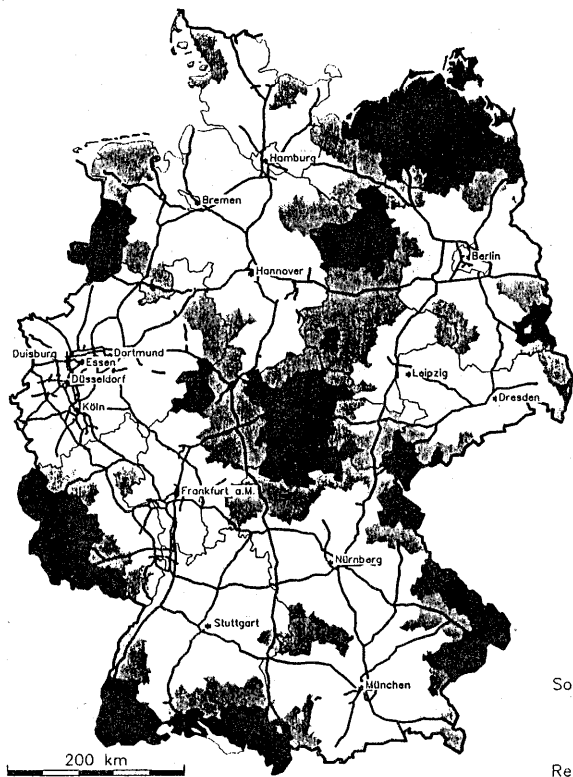 Hamburg
Bremen
Berlin
Hannover
Duisburg
Dortmund
Essen
Düsseldorf
Leipzig
Köln
Dresden
Frankfurt a.M.
Nürnberg
Stuttgart
München
So
200 km
Re